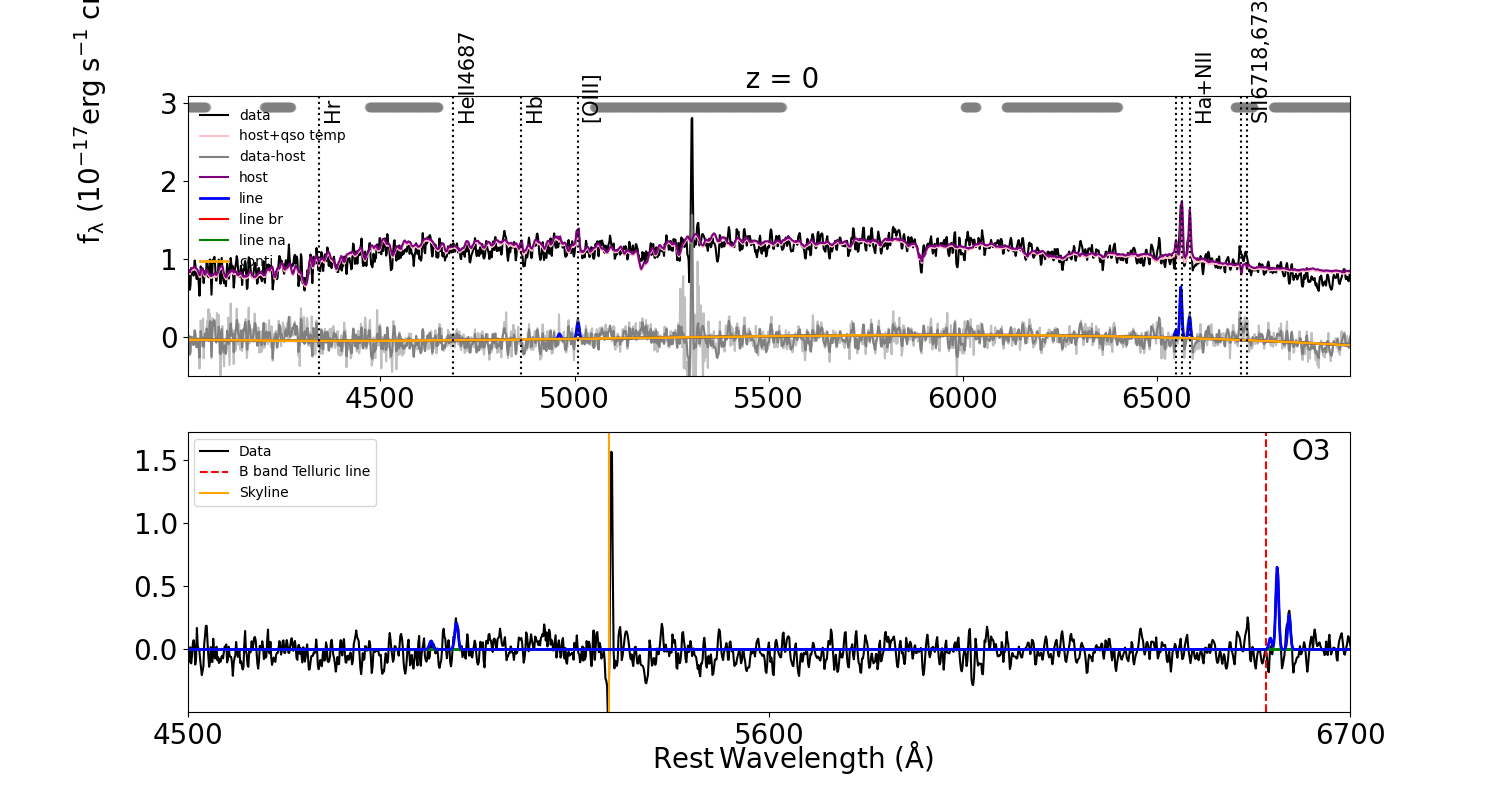 z = 0
f_λ (10^−17 erg s^−1
Hr
HeII4687
Hb
[OIII]
Ha+NII
SII6718,673
3
2
1
0
data
host+qso temp
data-host
host
line
line br
line na
conti
4500 5000 5500 6000 6500
O3
1.5
1.0
0.5
0.0
Data
B band Telluric line
Skyline
4500 5600 6700
Rest Wavelength (Å)